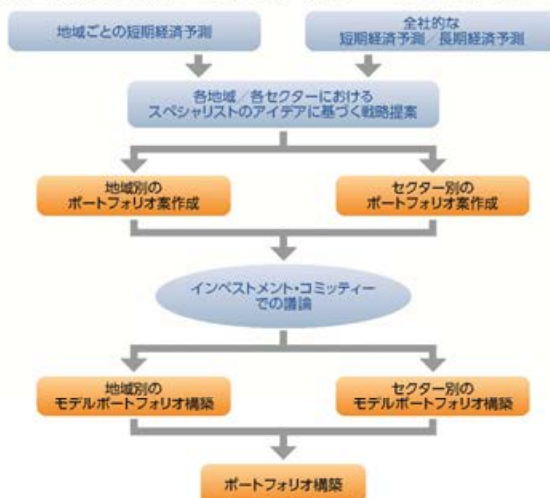 地域ごとの短期経済予測
全社的な
短期経済予測／長期経済予測
各地域／各セクターにおける
スペシャリストのアイデアに基づく戦略提案
地域別の
ポートフォリオ案作成
セクター別の
ポートフォリオ案作成
インベストメント・コミッティー
での議論
地域別の
モデルポートフォリオ構築
セクター別の
モデルポートフォリオ構築
ポートフォリオ構築